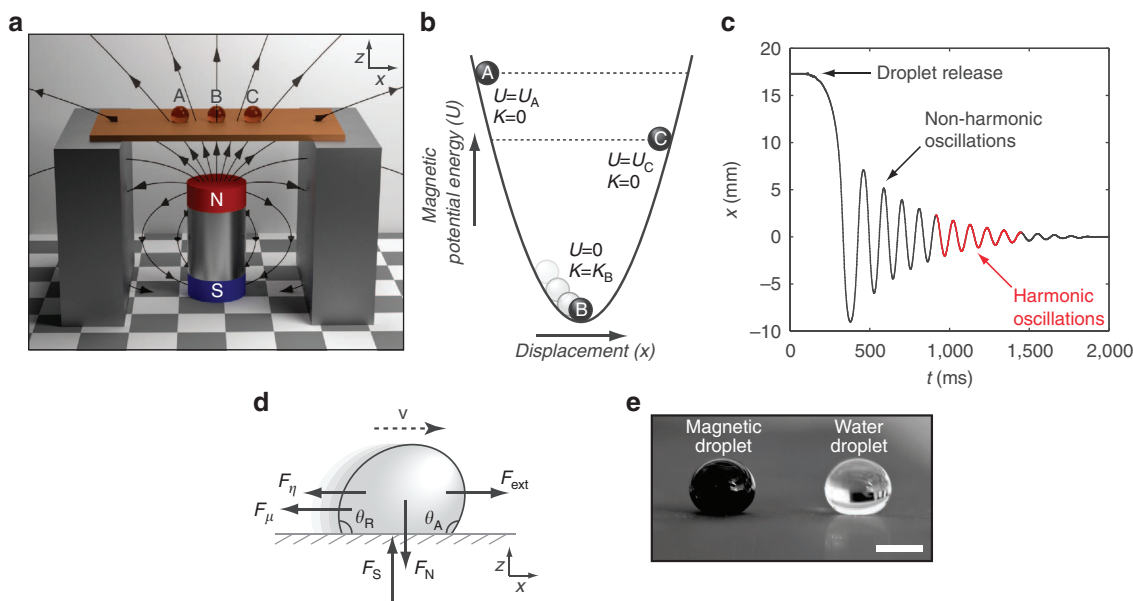 a
z
x
A B C
N
S
b
Magnetic
potential energy (U)
A
U=U_A
K=0
C
U=U_C
K=0
U=0
K=K_B
B
Displacement (x)
c
20
15
10
5
0
−5
−10
x (mm)
Droplet release
Non-harmonic
oscillations
Harmonic
oscillations
0 500 1,000 1,500 2,000
t (ms)
d
v
F_η
F_ext
F_μ
θ_R
θ_A
F_S
F_N
z
x
e
Magnetic
droplet
Water
droplet